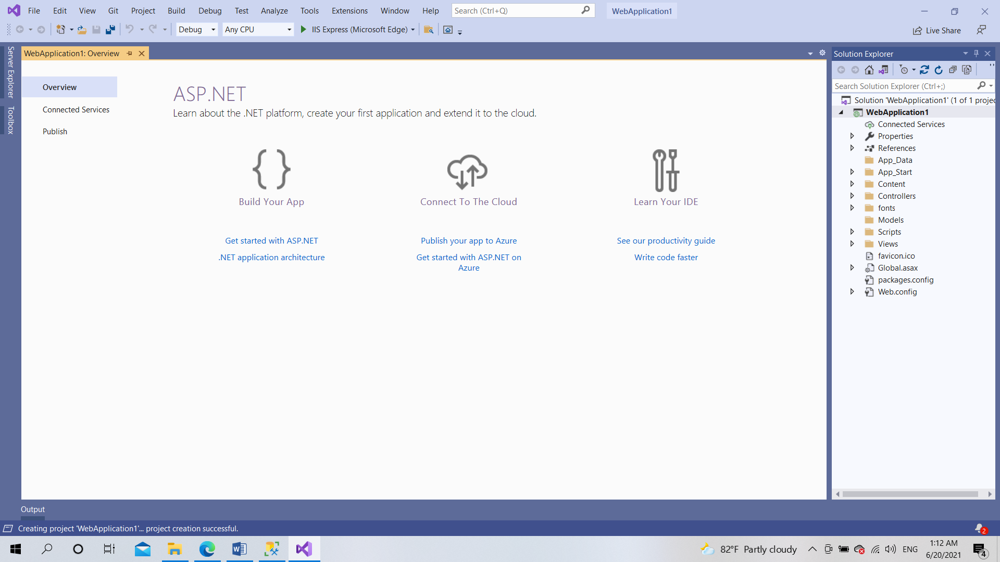 File Edit View Git Project Build Debug Test Analyze Tools Extensions Window Help Search (Ctrl+Q) WebApplication1
Debug Any CPU IIS Express (Microsoft Edge) Live Share
Server Explorer
Toolbox
WebApplication1: Overview
Overview
Connected Services
Publish
ASP.NET
Learn about the .NET platform, create your first application and extend it to the cloud.
Build Your App
Get started with ASP.NET
.NET application architecture
Connect To The Cloud
Publish your app to Azure
Get started with ASP.NET on
Azure
Learn Your IDE
See our productivity guide
Write code faster
Solution Explorer
Search Solution Explorer (Ctrl+;)
Solution 'WebApplication1' (1 of 1 projec
WebApplication1
Connected Services
Properties
References
App_Data
App_Start
Content
Controllers
fonts
Models
Scripts
Views
favicon.ico
Global.asax
packages.config
Web.config
Output
Creating project 'WebApplication1'... project creation successful.
2
82°F Partly cloudy
ENG
1:12 AM
6/20/2021
4